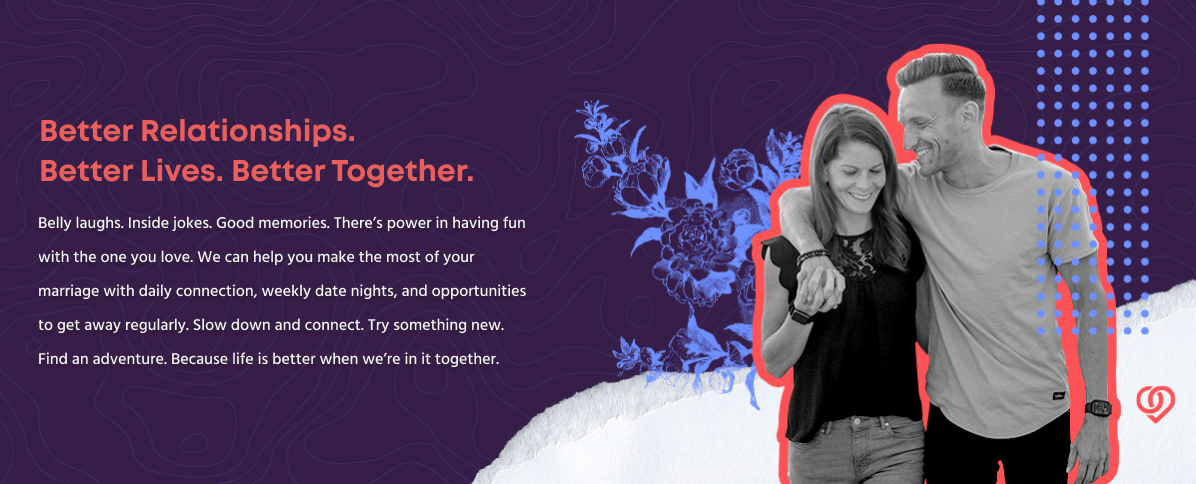 Better Relationships.
Better Lives. Better Together.
Belly laughs. Inside jokes. Good memories. There’s power in having fun
with the one you love. We can help you make the most of your
marriage with daily connection, weekly date nights, and opportunities
to get away regularly. Slow down and connect. Try something new.
Find an adventure. Because life is better when we’re in it together.